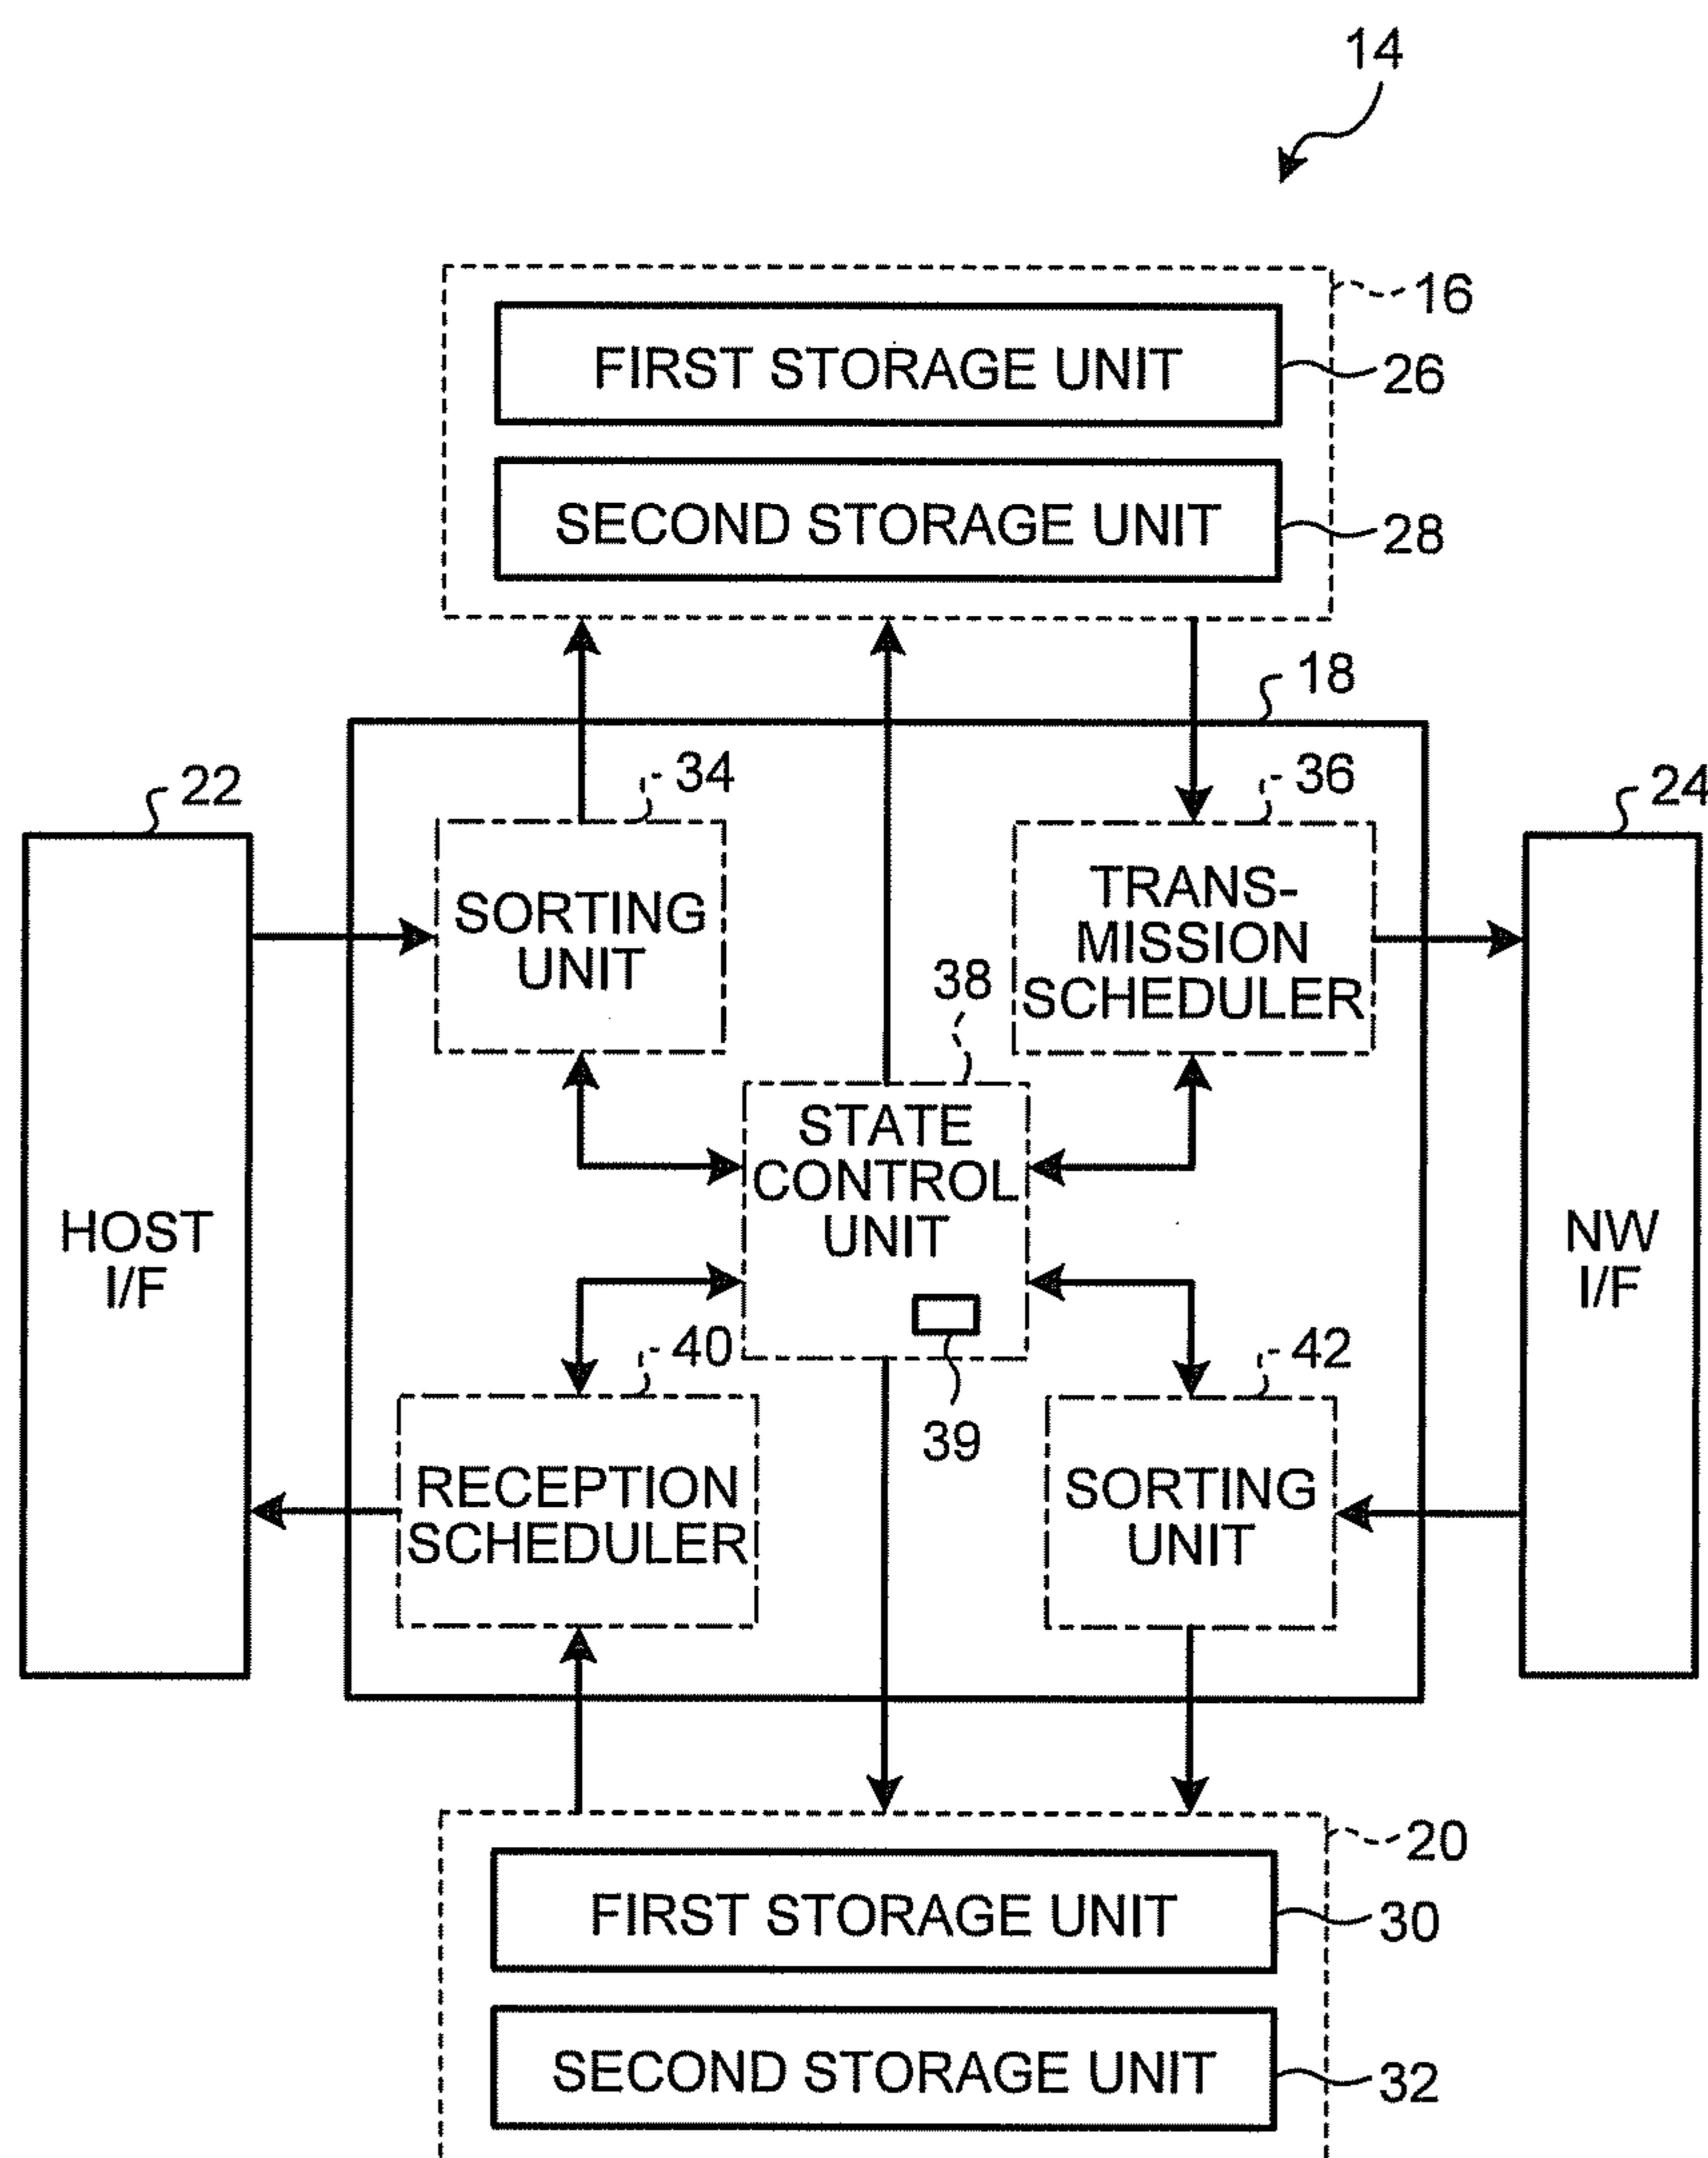 14
16
FIRST STORAGE UNIT
26
SECOND STORAGE UNIT
28
18
22
34
36
24
SORTING
UNIT
TRANS-
MISSION
SCHEDULER
38
STATE
CONTROL
UNIT
HOST
I/F
NW
I/F
39
40
42
RECEPTION
SCHEDULER
SORTING
UNIT
20
FIRST STORAGE UNIT
30
SECOND STORAGE UNIT
32